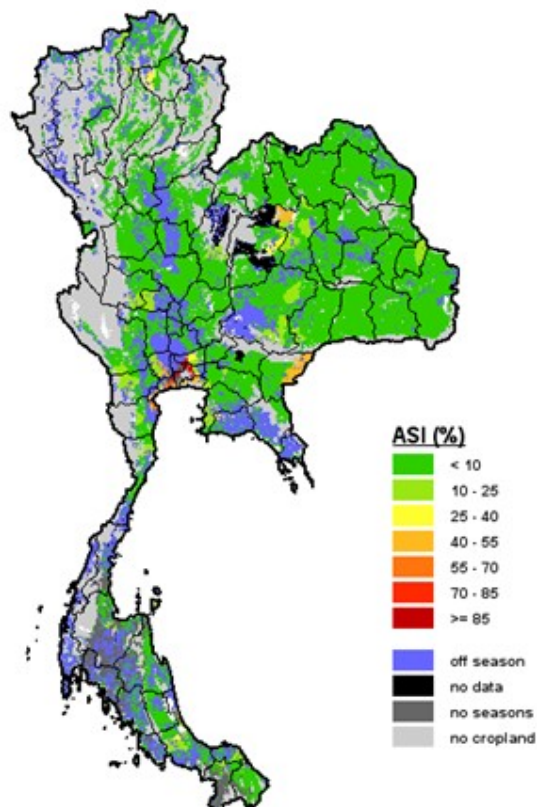 ASI (%)
< 10
10 - 25
25 - 40
40 - 55
55 - 70
70 - 85
>= 85
off season
no data
no seasons
no cropland